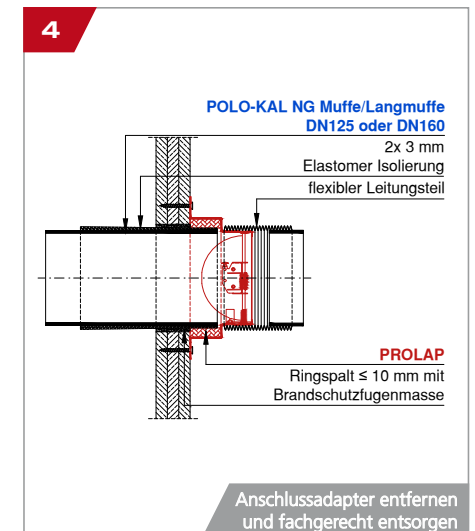 4
POLO-KAL NG Muffe/Langmuffe
DN125 oder DN160
2x 3 mm
Elastomer Isolierung
flexibler Leitungsteil
PROLAP
Ringspalt ≤ 10 mm mit
Brandschutzfugenmasse
Anschlussadapter entfernen
und fachgerecht entsorgen